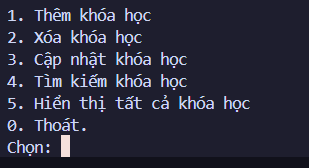 1. Thêm khóa học
2. Xóa khóa học
3. Cập nhật khóa học
4. Tìm kiếm khóa học
5. Hiển thị tất cả khóa học
0. Thoát.
Chọn: